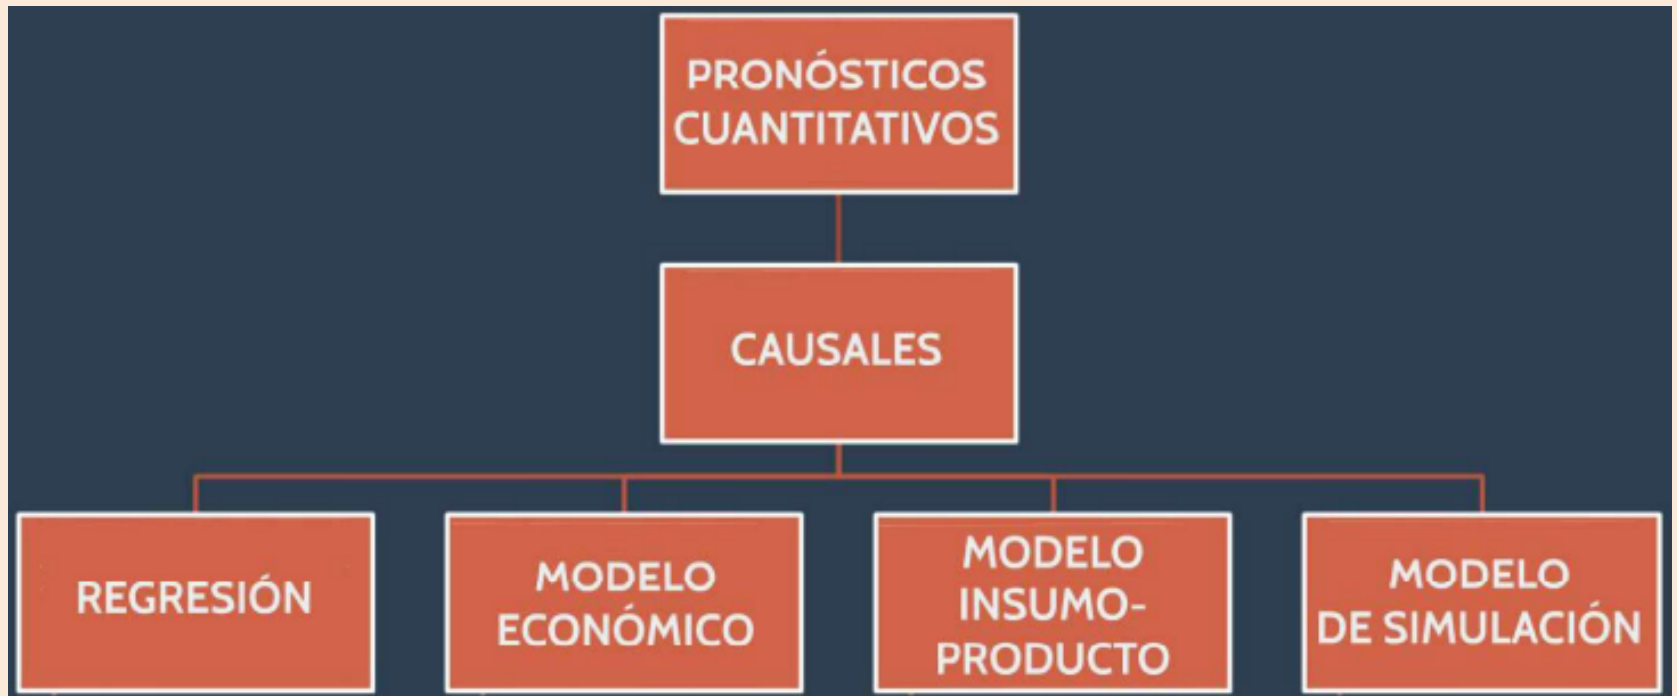 PRONÓSTICOS
CUANTITATIVOS
CAUSALES
REGRESIÓN
MODELO
ECONÓMICO
MODELO
INSUMO-
PRODUCTO
MODELO
DE SIMULACIÓN